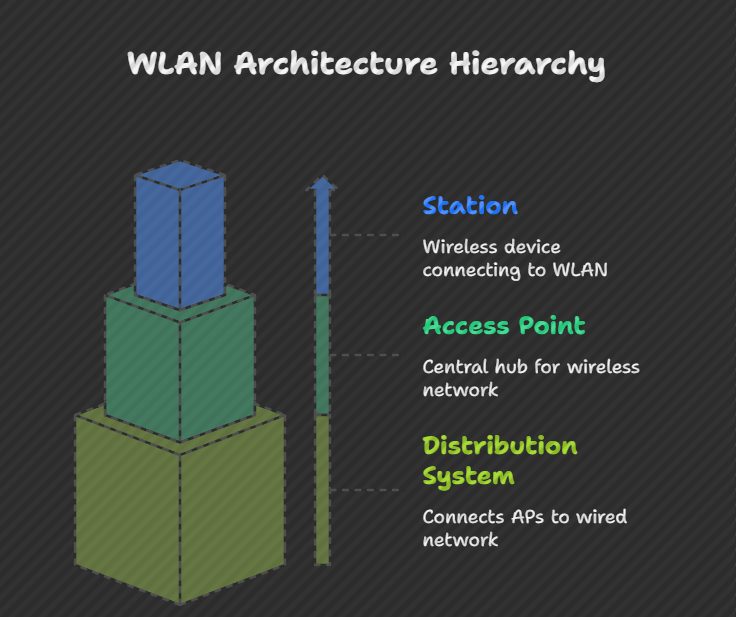 WLAN Architecture Hierarchy
Station
Wireless device
connecting to WLAN
Access Point
Central hub for wireless
network
Distribution
System
Connects APs to wired
network